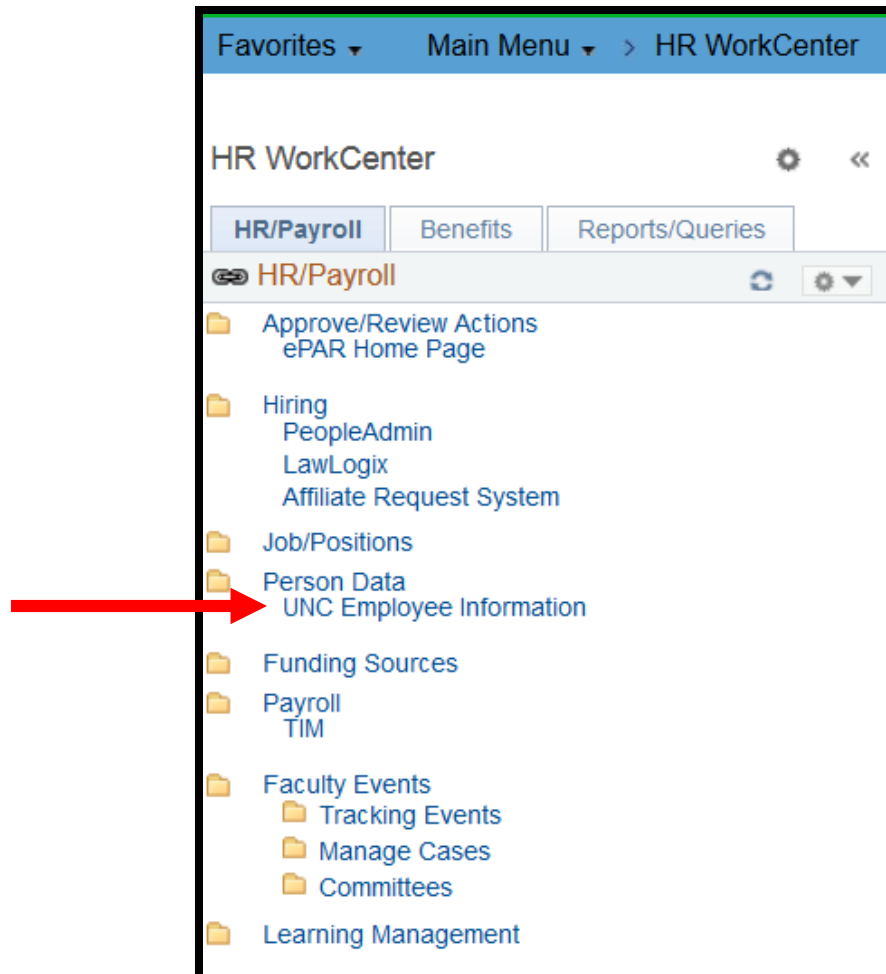 Favorites Main Menu > HR WorkCenter
HR WorkCenter «
HR/Payroll Benefits Reports/Queries
HR/Payroll
Approve/Review Actions
ePAR Home Page
Hiring
PeopleAdmin
LawLogix
Affiliate Request System
Job/Positions
Person Data
UNC Employee Information
Funding Sources
Payroll
TIM
Faculty Events
Tracking Events
Manage Cases
Committees
Learning Management